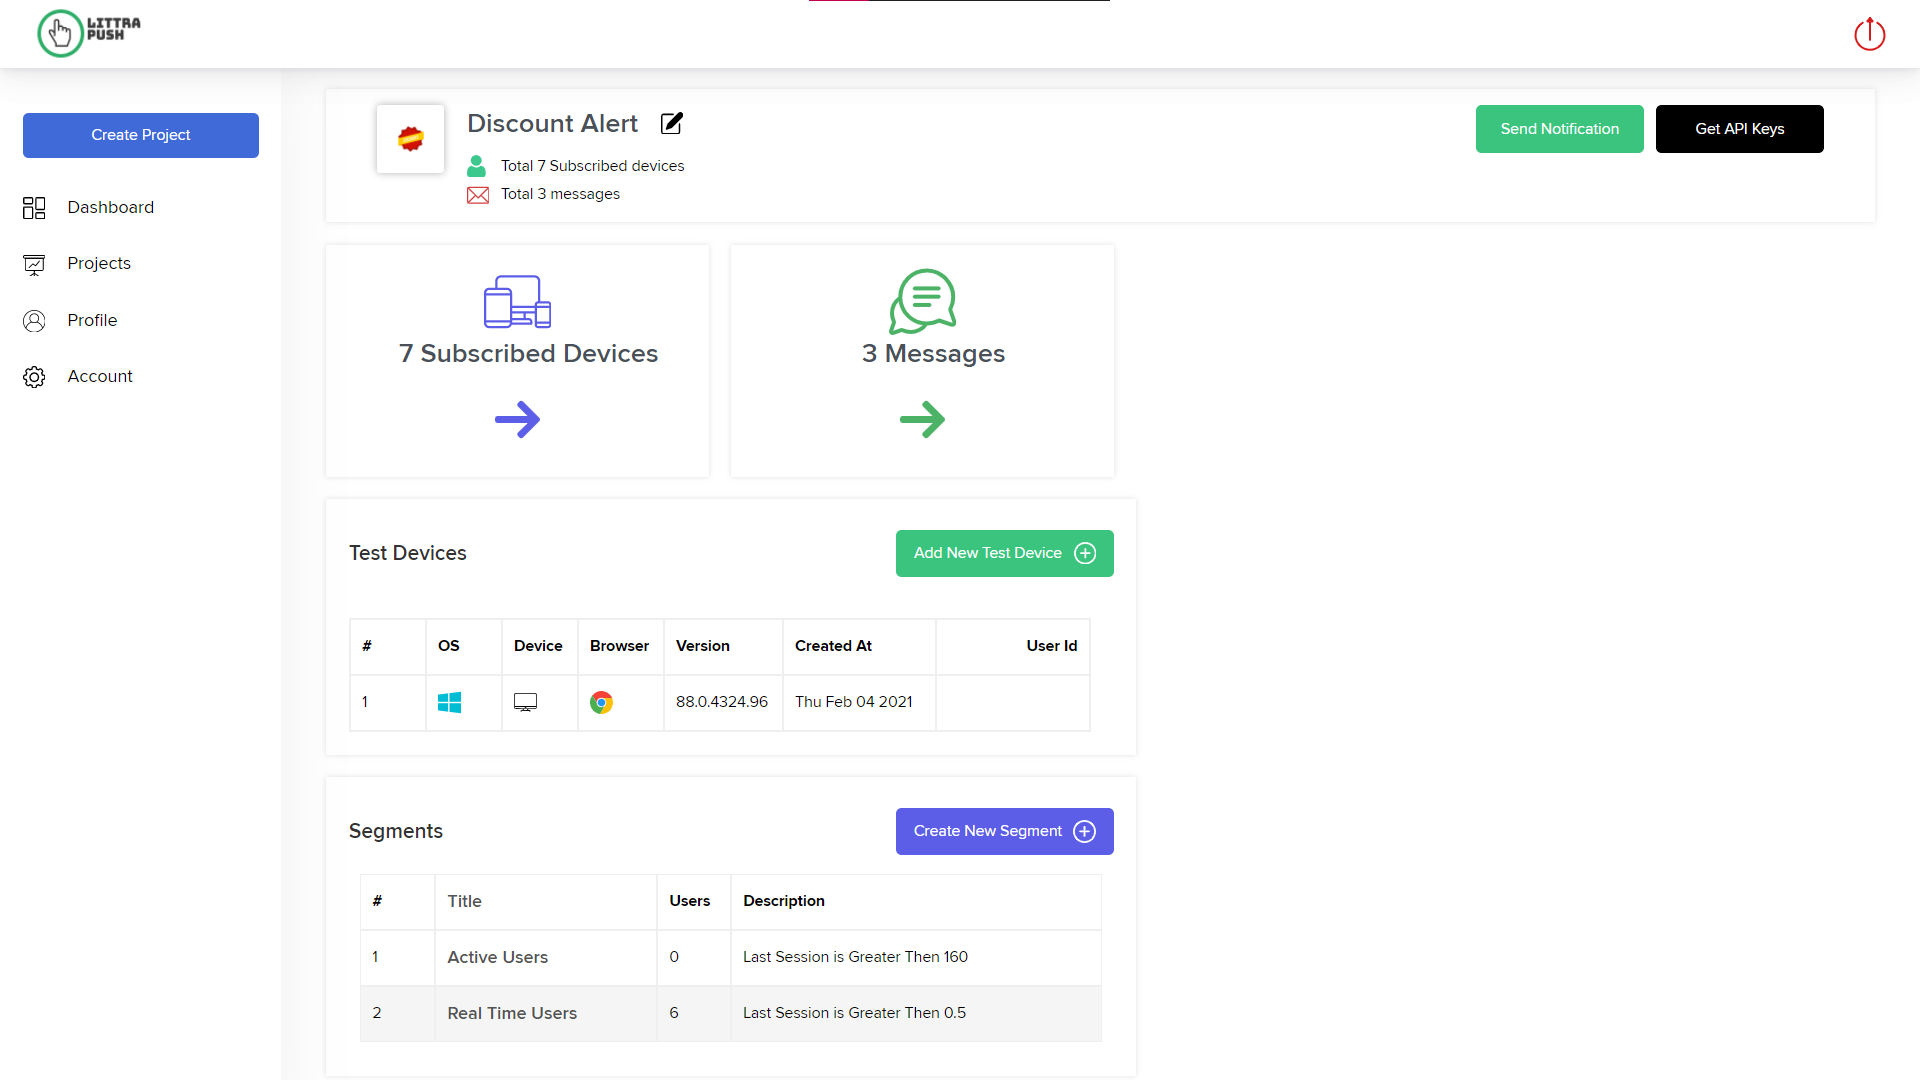 LITTRA
PUSH
Create Project
Dashboard
Projects
Profile
Account
Discount Alert
Total 7 Subscribed devices
Total 3 messages
Send Notification
Get API Keys
7 Subscribed Devices
3 Messages
Test Devices
Add New Test Device
# OS Device Browser Version Created At User Id
1 88.0.4324.96 Thu Feb 04 2021
Segments
Create New Segment
# Title Users Description
1 Active Users 0 Last Session is Greater Then 160
2 Real Time Users 6 Last Session is Greater Then 0.5